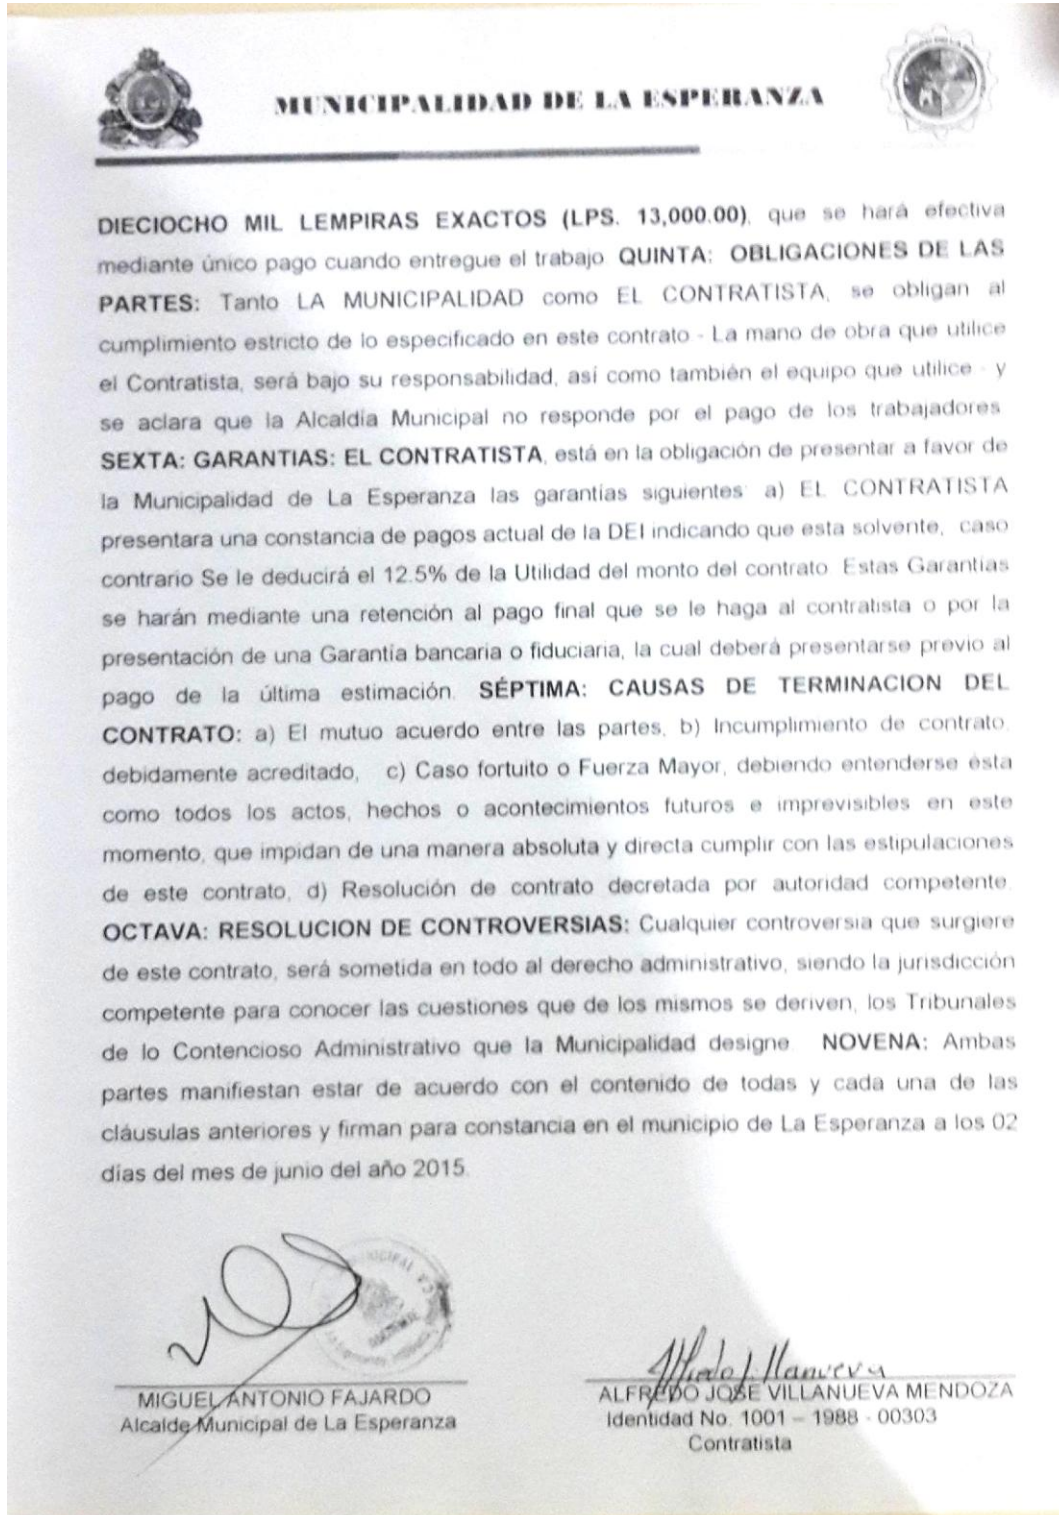 MUNICIPALIDAD DE LA ESPERANZA
DIECIOCHO MIL LEMPIRAS EXACTOS (LPS. 13,000.00), que se hará efectiva
mediante único pago cuando entregue el trabajo QUINTA: OBLIGACIONES DE LAS
PARTES: Tanto LA MUNICIPALIDAD como EL CONTRATISTA, se obligan al
cumplimiento estricto de lo especificado en este contrato - La mano de obra que utilice
el Contratista, será bajo su responsabilidad, así como también el equipo que utilice - y
se aclara que la Alcaldía Municipal no responde por el pago de los trabajadores
SEXTA: GARANTIAS: EL CONTRATISTA, está en la obligación de presentar a favor de
la Municipalidad de La Esperanza las garantías siguientes: a) EL CONTRATISTA
presentara una constancia de pagos actual de la DEI indicando que esta solvente, caso
contrario Se le deducirá el 12.5% de la Utilidad del monto del contrato Estas Garantías
se harán mediante una retención al pago final que se le haga al contratista o por la
presentación de una Garantía bancaria o fiduciaria, la cual deberá presentarse previo al
pago de la última estimación. SÉPTIMA: CAUSAS DE TERMINACION DEL
CONTRATO: a) El mutuo acuerdo entre las partes, b) Incumplimiento de contrato,
debidamente acreditado, c) Caso fortuito o Fuerza Mayor, debiendo entenderse ésta
como todos los actos, hechos o acontecimientos futuros e imprevisibles en este
momento, que impidan de una manera absoluta y directa cumplir con las estipulaciones
de este contrato, d) Resolución de contrato decretada por autoridad competente.
OCTAVA: RESOLUCION DE CONTROVERSIAS: Cualquier controversia que surgiere
de este contrato, será sometida en todo al derecho administrativo, siendo la jurisdicción
competente para conocer las cuestiones que de los mismos se deriven, los Tribunales
de lo Contencioso Administrativo que la Municipalidad designe. NOVENA: Ambas
partes manifiestan estar de acuerdo con el contenido de todas y cada una de las
cláusulas anteriores y firman para constancia en el municipio de La Esperanza a los 02
días del mes de junio del año 2015.
MIGUEL ANTONIO FAJARDO
Alcalde Municipal de La Esperanza
ALFREDO JOSE VILLANUEVA MENDOZA
Identidad No. 1001 – 1988 - 00303
Contratista